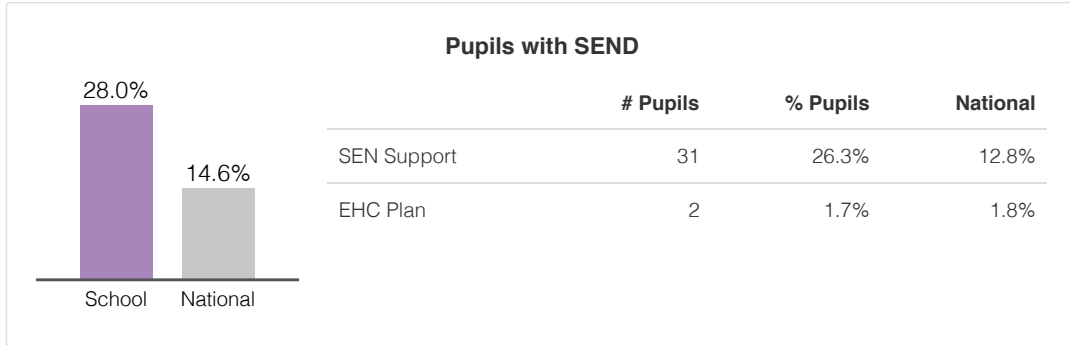 Pupils with SEND
28.0%
14.6%
School National
# Pupils % Pupils National
SEN Support 31 26.3% 12.8%
EHC Plan 2 1.7% 1.8%